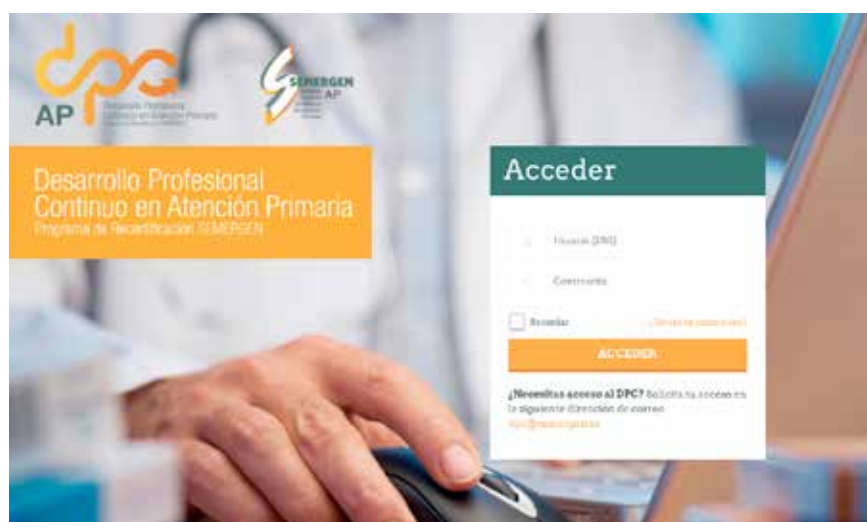 dpc
AP
SEMERGEN
AP
Desarrollo Profesional
Continuo en Atención Primaria
Programa de Recertificación SEMERGEN
Acceder
Usuario (DNI)
Contraseña
Recordar
ACCEDER
¿Necesitas acceso al DPC? Solicita tu acceso en
la siguiente dirección de correo